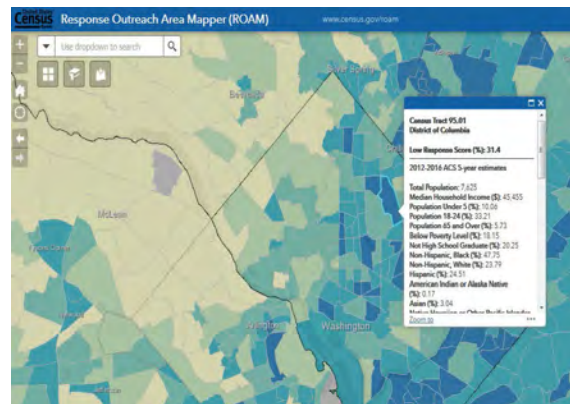 United States
Census
Bureau
Response Outreach Area Mapper (ROAM)
www.census.gov/roam
Use dropdown to search
Silver Spring
Bethesda
McLean
Arlington
Washington
Census Tract 95.01
District of Columbia
Low Response Score (%): 31.4
2012-2016 ACS 5-year estimates
Total Population: 7,625
Median Household Income ($): 45,455
Population Under 5 (%): 10.06
Population 18-24 (%): 33.21
Population 65 and Over (%): 5.73
Below Poverty Level (%): 18.15
Not High School Graduate (%): 20.25
Non-Hispanic, Black (%): 47.75
Non-Hispanic, White (%): 23.79
Hispanic (%): 24.51
American Indian or Alaska Native
(%): 0.17
Asian (%): 3.04
Zoom to